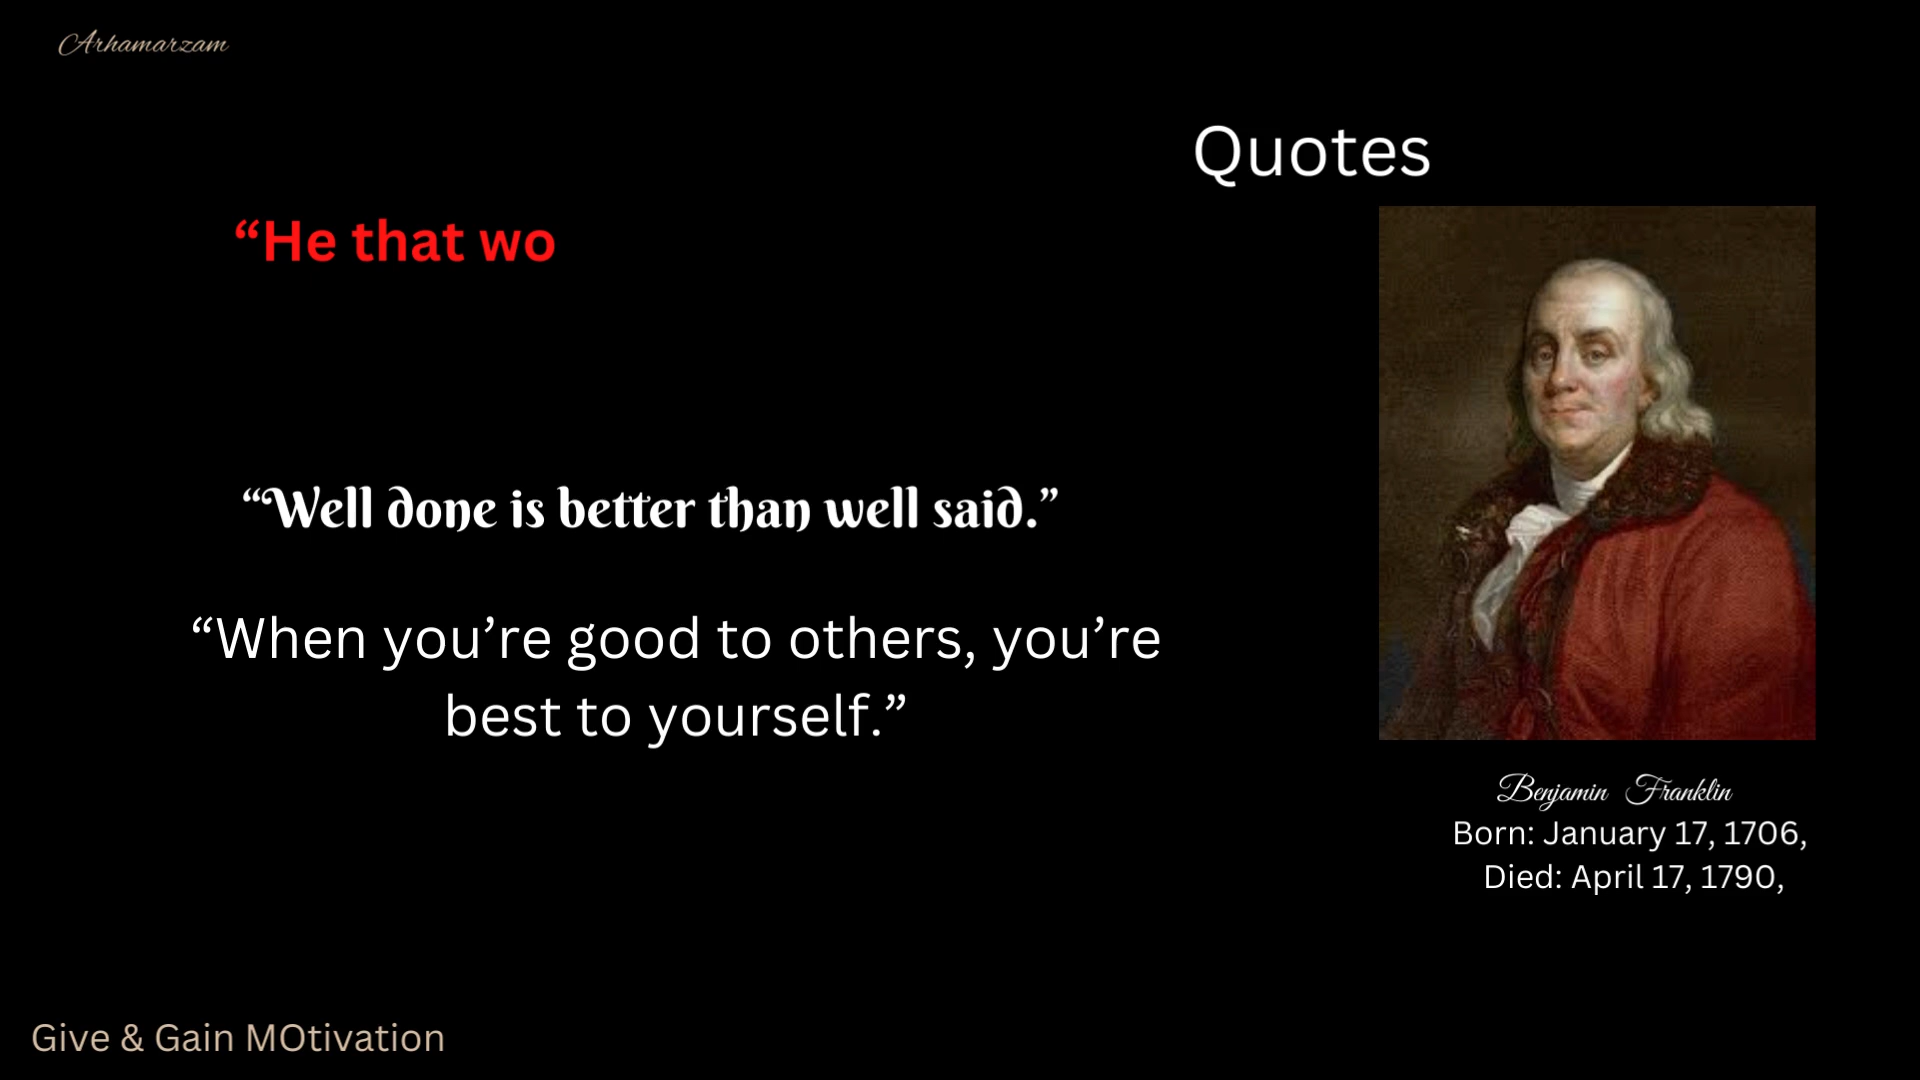 Arhamarzam
Quotes
“He that wo
“Well done is better than well said.”
“When you’re good to others, you’re
best to yourself.”
Benjamin Franklin
Born: January 17, 1706,
Died: April 17, 1790,
Give & Gain MOtivation